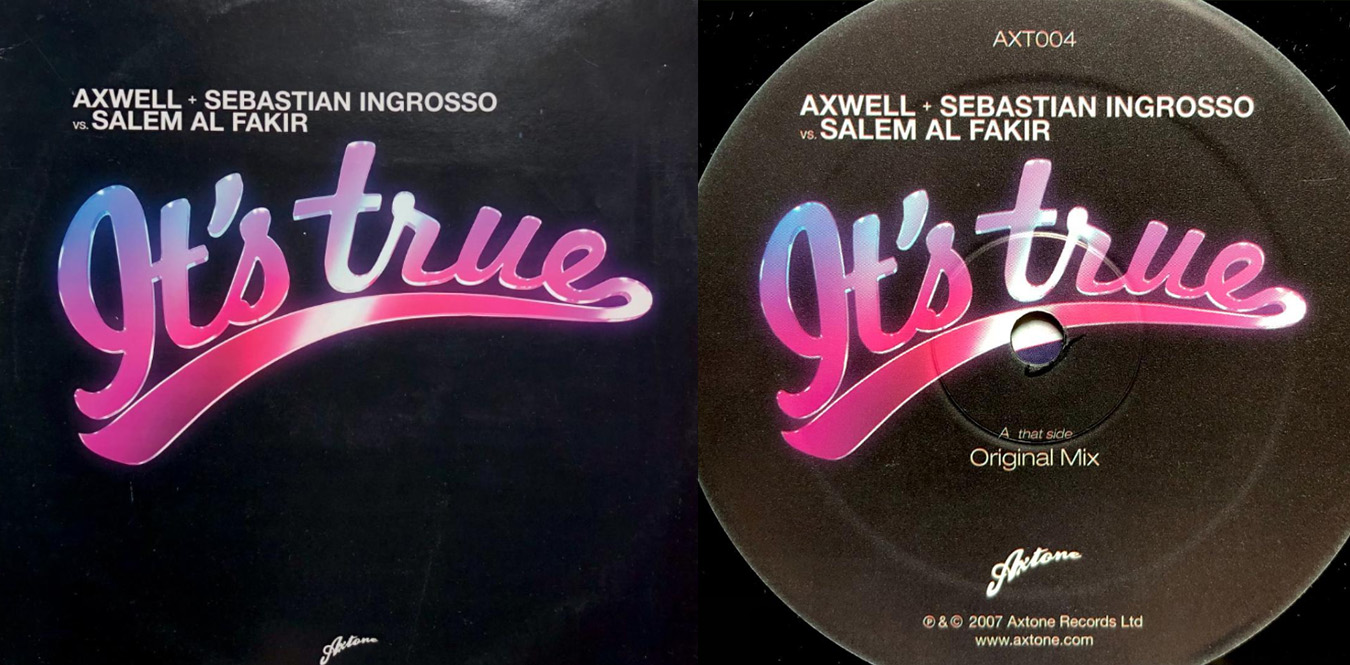 AXWELL + SEBASTIAN INGROSSO
vs. SALEM AL FAKIR
It's true
Axtone
AXT004
AXWELL + SEBASTIAN INGROSSO
vs. SALEM AL FAKIR
It's true
A that side
Original Mix
Axtone
℗ & © 2007 Axtone Records Ltd
www.axtone.com